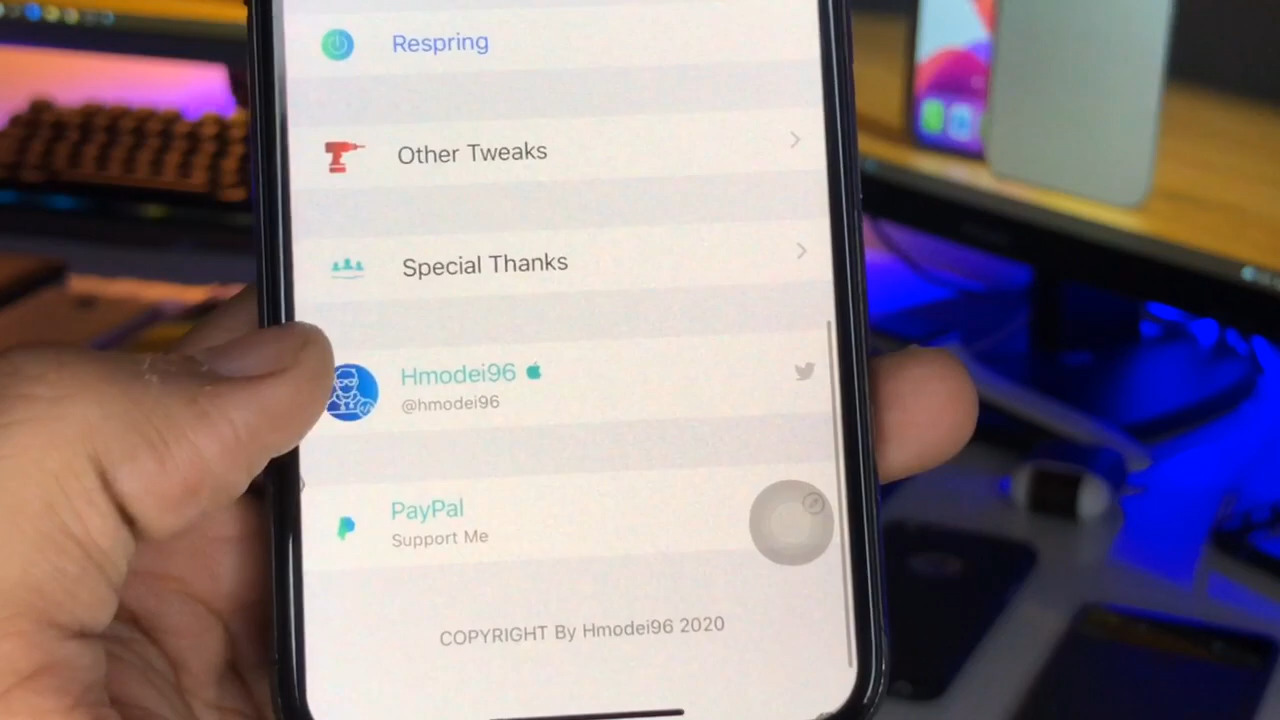 Respring
Other Tweaks
Special Thanks
Hmodei96
@hmodei96
PayPal
Support Me
COPYRIGHT By Hmodei96 2020